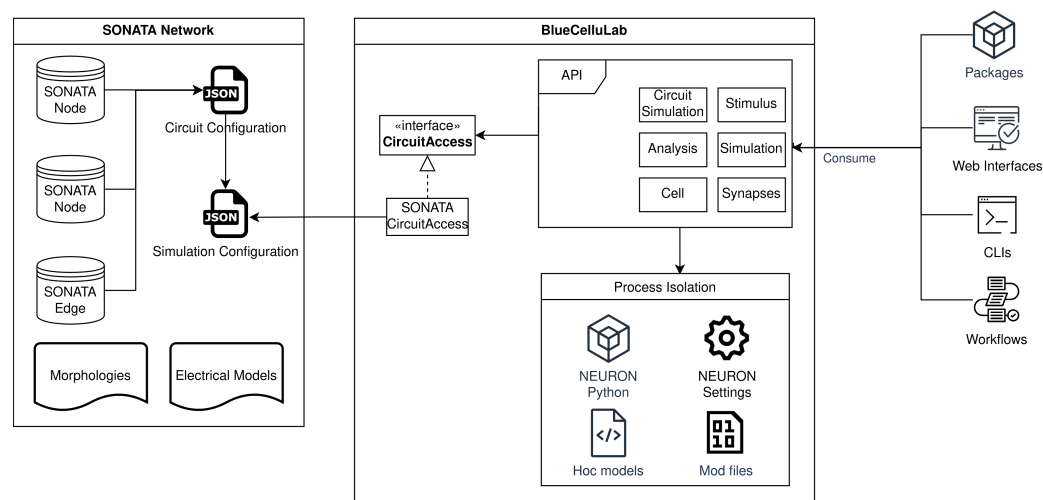 SONATA Network
SONATA
Node
JSON
Circuit Configuration
SONATA
Node
JSON
Simulation Configuration
SONATA
Edge
Morphologies
Electrical Models
BlueCelluLab
«interface»
CircuitAccess
SONATA
CircuitAccess
API
Circuit
Simulation
Stimulus
Analysis
Simulation
Cell
Synapses
Process Isolation
NEURON
Python
NEURON
Settings
</>
Hoc models
01
10
Mod files
Consume
Packages
Web Interfaces
CLIs
Workflows